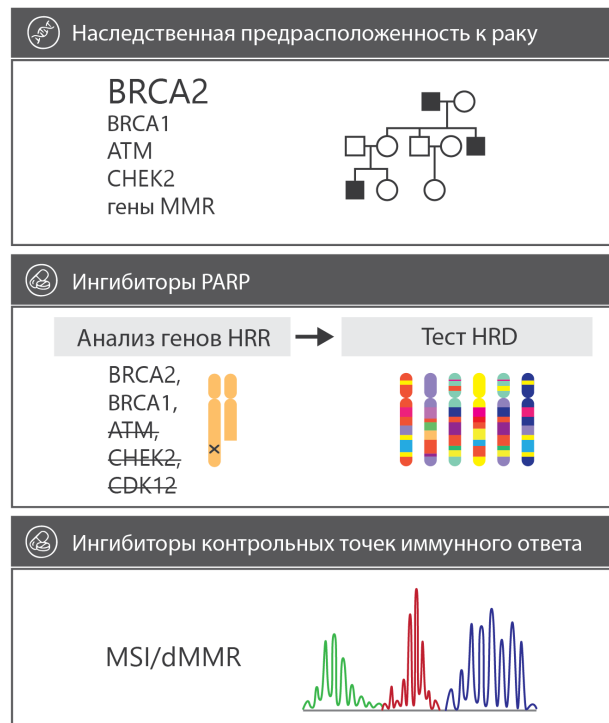 Наследственная предрасположенность к раку
BRCA2
BRCA1
ATM
CHEK2
гены MMR
Ингибиторы PARP
Анализ генов HRR
Тест HRD
BRCA2,
BRCA1,
ATM,
CHEK2,
CDK12
Ингибиторы контрольных точек иммунного ответа
MSI/dMMR